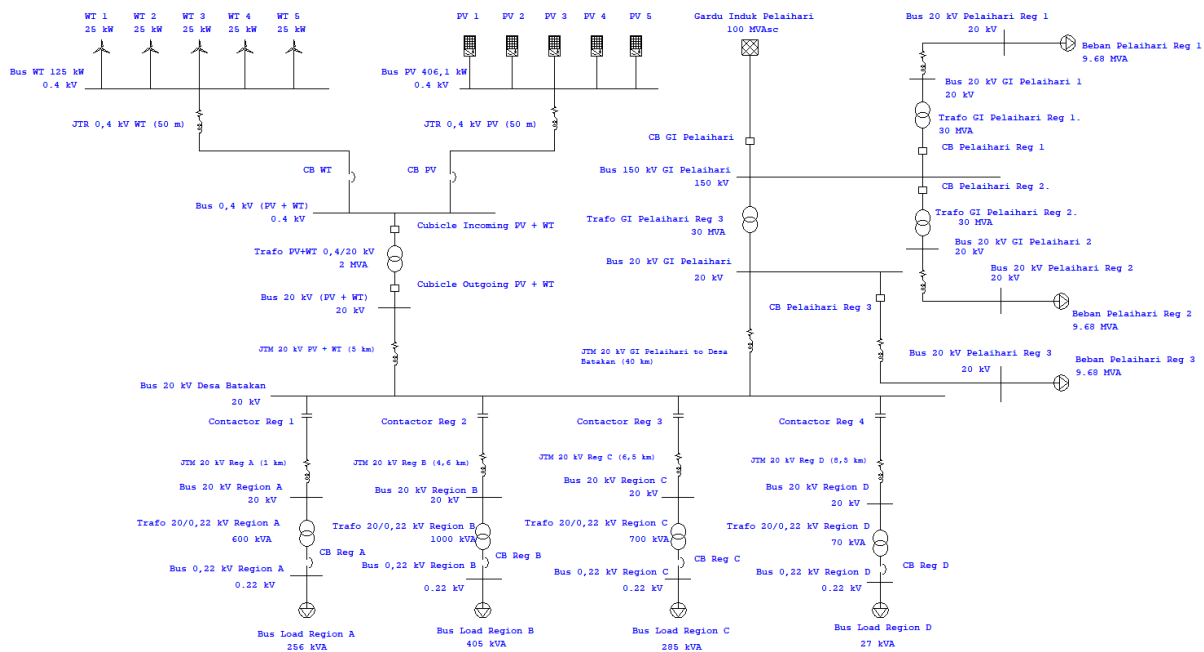 WT 1
25 kW
WT 2
25 kW
WT 3
25 kW
WT 4
25 kW
WT 5
25 kW
Bus WT 125 kW
0.4 kV
JTR 0,4 kV WT (50 m)
CB WT
PV 1
PV 2
PV 3
PV 4
PV 5
Bus PV 406,1 kW
0.4 kV
JTR 0,4 kV PV (50 m)
CB PV
Bus 0,4 kV (PV + WT)
0.4 kV
Cubicle Incoming PV + WT
Trafo PV+WT 0,4/20 kV
2 MVA
Cubicle Outgoing PV + WT
Bus 20 kV (PV + WT)
20 kV
JTM 20 kV PV + WT (5 km)
Gardu Induk Pelaihari
100 MVAsc
CB GI Pelaihari
Bus 150 kV GI Pelaihari
150 kV
Trafo GI Pelaihari Reg 3
30 MVA
Bus 20 kV GI Pelaihari
20 kV
JTM 20 kV GI Pelaihari to Desa
Batakan (40 km)
Bus 20 kV Pelaihari Reg 1
20 kV
Beban Pelaihari Reg 1
9.68 MVA
Bus 20 kV GI Pelaihari 1
20 kV
Trafo GI Pelaihari Reg 1.
30 MVA
CB Pelaihari Reg 1
CB Pelaihari Reg 2.
Trafo GI Pelaihari Reg 2.
30 MVA
Bus 20 kV GI Pelaihari 2
20 kV
Bus 20 kV Pelaihari Reg 2
20 kV
Beban Pelaihari Reg 2
9.68 MVA
CB Pelaihari Reg 3
Bus 20 kV Pelaihari Reg 3
20 kV
Beban Pelaihari Reg 3
9.68 MVA
Bus 20 kV Desa Batakan
20 kV
Contactor Reg 1
JTM 20 kV Reg A (1 km)
Bus 20 kV Region A
20 kV
Trafo 20/0,22 kV Region A
600 kVA
CB Reg A
Bus 0,22 kV Region A
0.22 kV
Bus Load Region A
256 kVA
Contactor Reg 2
JTM 20 kV Reg B (4,6 km)
Bus 20 kV Region B
20 kV
Trafo 20/0,22 kV Region B
1000 kVA
CB Reg B
Bus 0,22 kV Region B
0.22 kV
Bus Load Region B
405 kVA
Contactor Reg 3
JTM 20 kV Reg C (6,5 km)
Bus 20 kV Region C
20 kV
Trafo 20/0,22 kV Region C
700 kVA
CB Reg C
Bus 0,22 kV Region C
0.22 kV
Bus Load Region C
285 kVA
Contactor Reg 4
JTM 20 kV Reg D (8,5 km)
Bus 20 kV Region D
20 kV
Trafo 20/0,22 kV Region D
70 kVA
CB Reg D
Bus 0,22 kV Region D
0.22 kV
Bus Load Region D
27 kVA